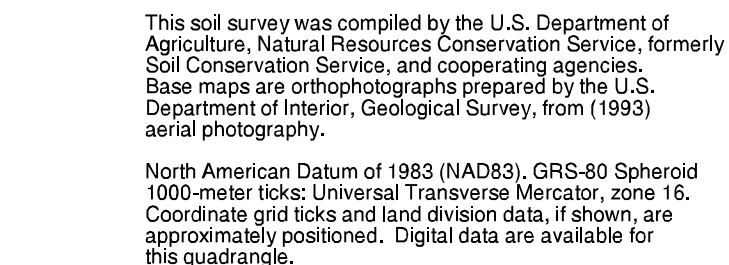 This soil survey was compiled by the U.S. Department of
Agriculture, Natural Resources Conservation Service, formerly
Soil Conservation Service, and cooperating agencies.
Base maps are orthophotographs prepared by the U.S.
Department of Interior, Geological Survey, from (1993)
aerial photography.
North American Datum of 1983 (NAD83). GRS-80 Spheroid
1000-meter ticks: Universal Transverse Mercator, zone 16.
Coordinate grid ticks and land division data, if shown, are
approximately positioned.  Digital data are available for
this quadrangle.